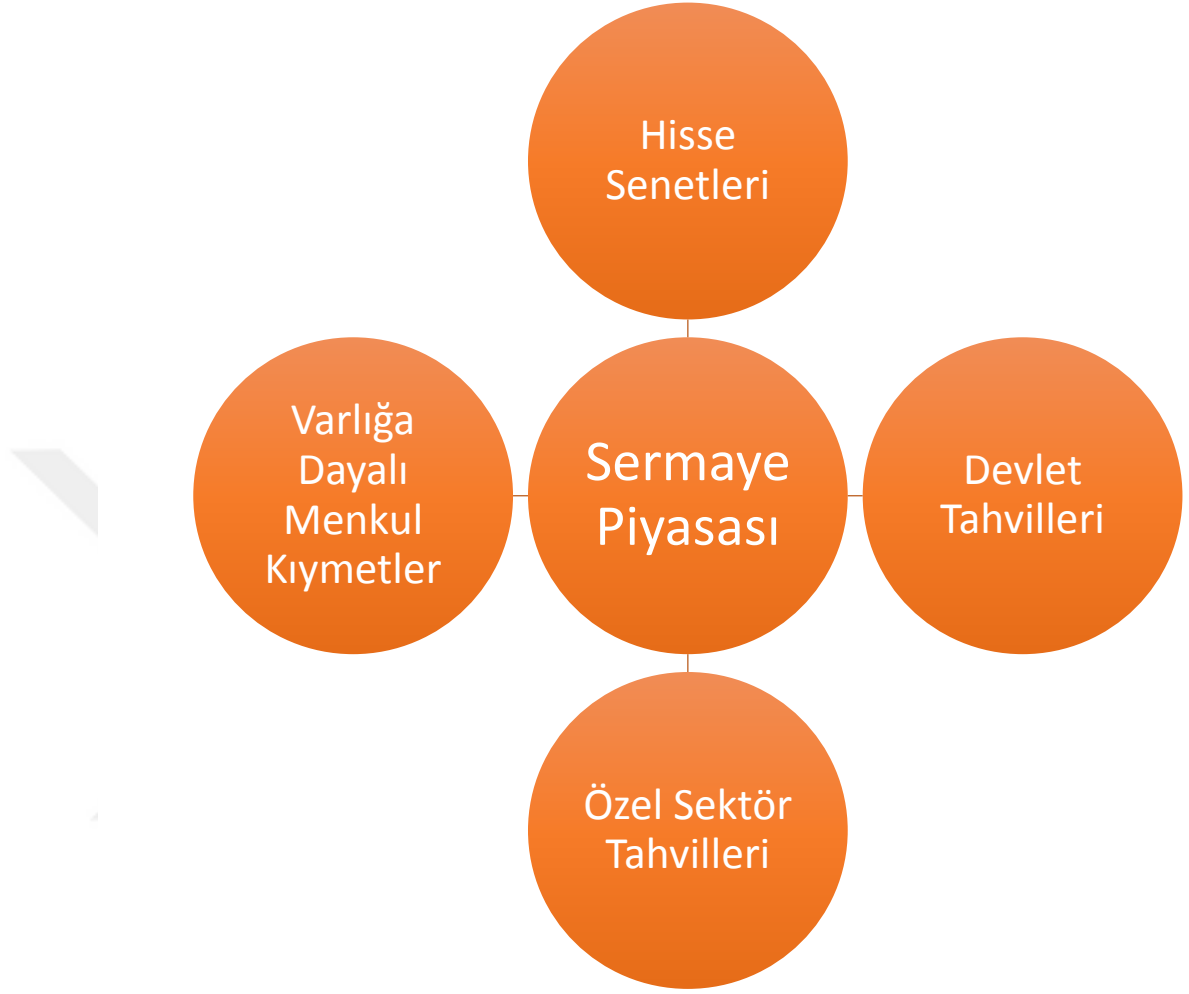 Hisse
Senetleri
Varlığa
Dayalı
Menkul
Kıymetler
Sermaye
Piyasası
Devlet
Tahvilleri
Özel Sektör
Tahvilleri